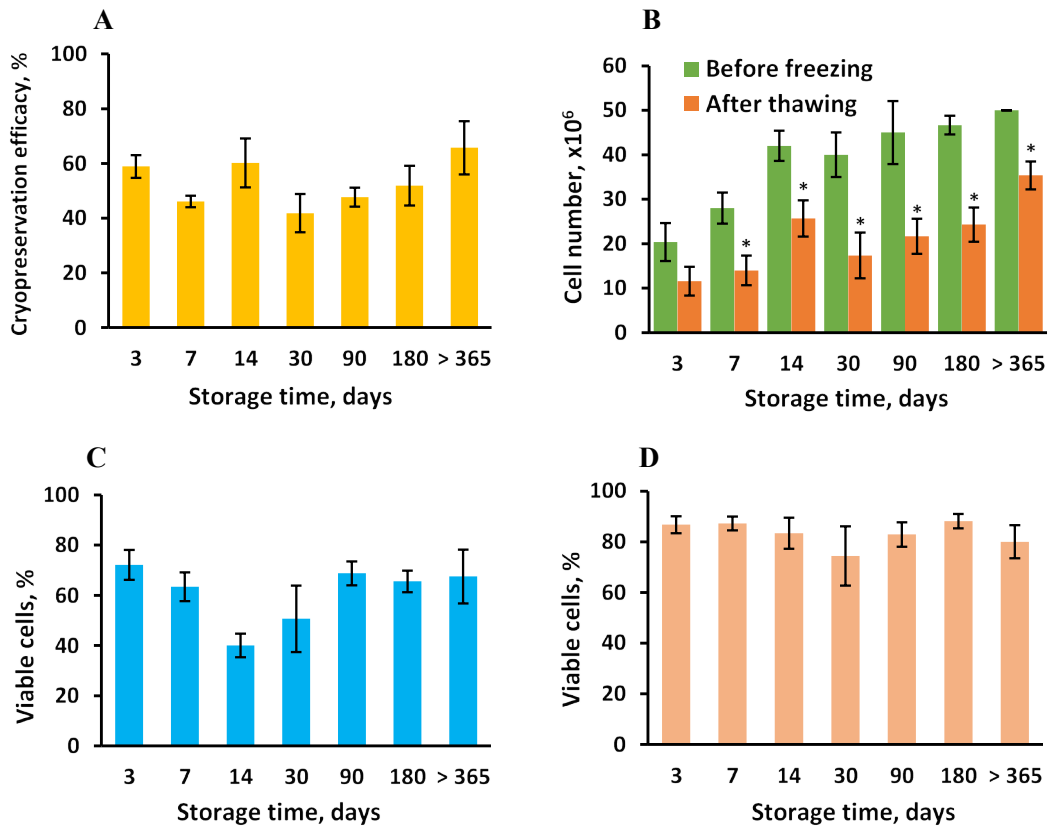 A
Cryopreservation efficacy, %
100
80
60
40
20
0
3 7 14 30 90 180 > 365
Storage time, days
B
Cell number, x10⁶
Before freezing
After thawing
60
50
40
30
20
10
0
* * * * * *
3 7 14 30 90 180 > 365
Storage time, days
C
Viable cells, %
100
80
60
40
20
0
3 7 14 30 90 180 > 365
Storage time, days
D
Viable cells, %
100
80
60
40
20
0
3 7 14 30 90 180 > 365
Storage time, days